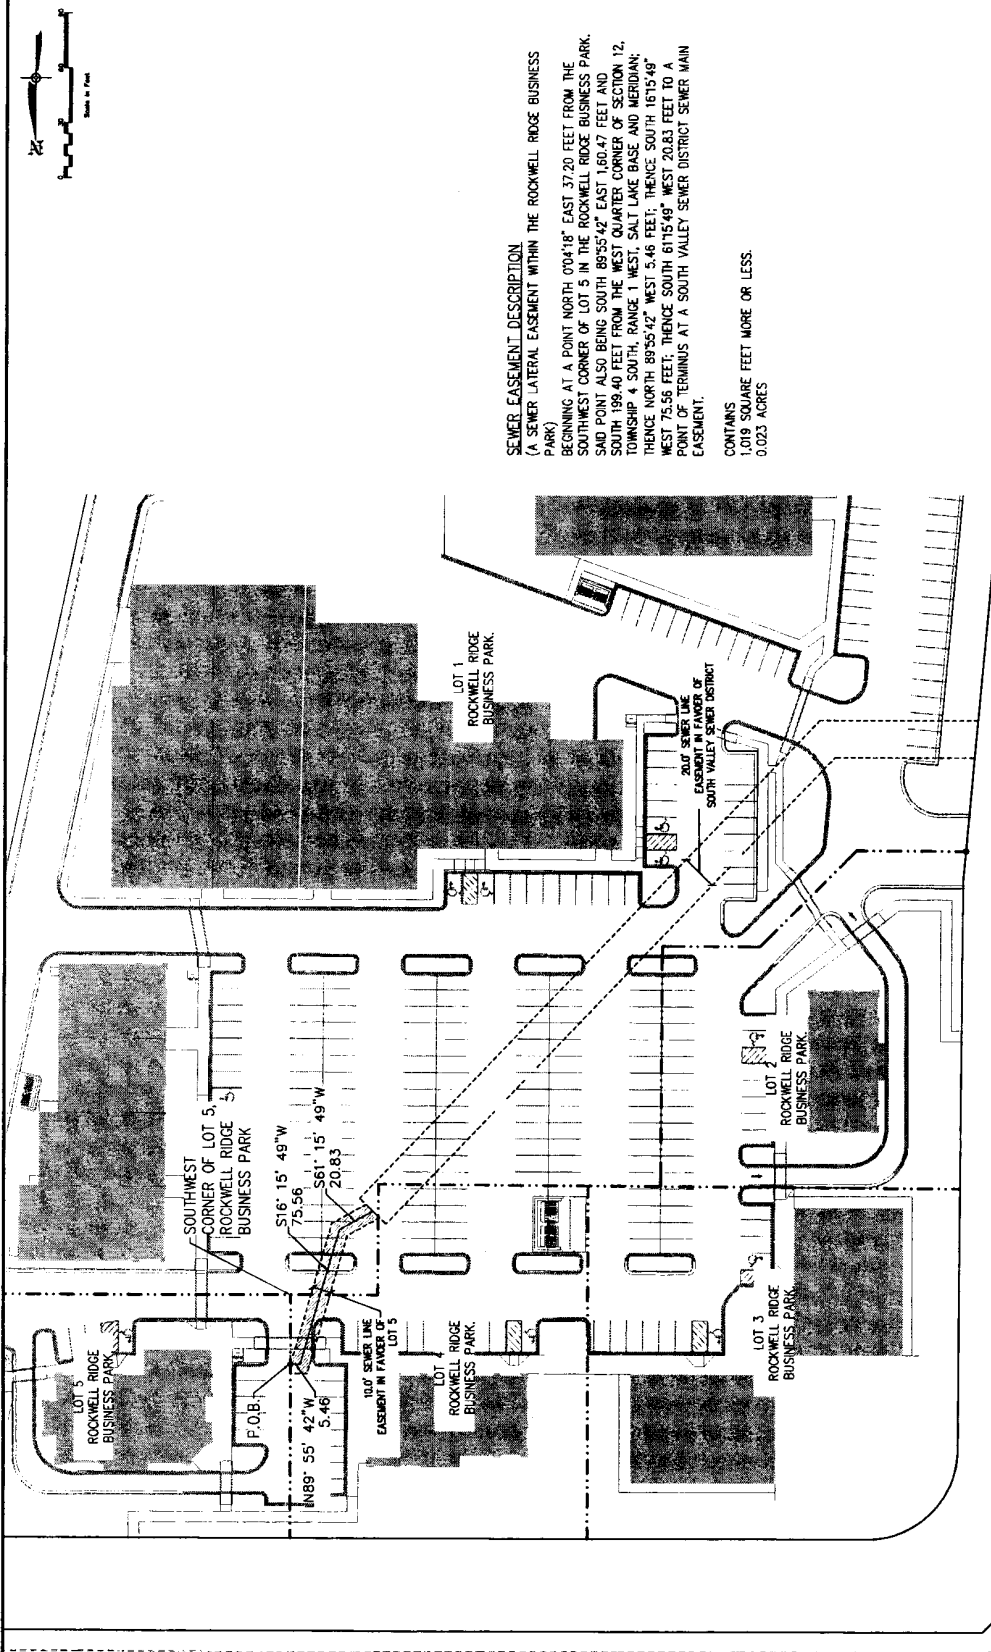 SEWER EASEMENT DESCRIPTION
(A SEWER LATERAL EASEMENT WITHIN THE ROCKWELL RIDGE BUSINESS
PARK)
BEGINNING AT A POINT NORTH 0°04'18" EAST 37.20 FEET FROM THE
SOUTHWEST CORNER OF LOT 5 IN THE ROCKWELL RIDGE BUSINESS PARK.
SAID POINT ALSO BEING SOUTH 89°55'42" EAST 1,60.47 FEET AND
SOUTH 199.40 FEET FROM THE WEST QUARTER CORNER OF SECTION 12,
TOWNSHIP 4 SOUTH, RANGE 1 WEST, SALT LAKE BASE AND MERIDIAN;
THENCE NORTH 89°55'42" WEST 5.46 FEET; THENCE SOUTH 16°15'49"
WEST 75.56 FEET; THENCE SOUTH 61°15'49" WEST 20.83 FEET TO A
POINT OF TERMINUS AT A SOUTH VALLEY SEWER DISTRICT SEWER MAIN
EASEMENT.
CONTAINS
1,019 SQUARE FEET MORE OR LESS.
0.023 ACRES
N
0
30
60
Scale in Feet
LOT 1
ROCKWELL RIDGE
BUSINESS PARK.
20.0' SEWER LINE
EASEMENT IN FAVOER OF
SOUTH VALLEY SEWER DISTRICT
SOUTHWEST
CORNER OF LOT 5,
ROCKWELL RIDGE
BUSINESS PARK
S16° 15' 49"W
75.56
S61° 15' 49"W
20.83
LOT 2
ROCKWELL RIDGE
BUSINESS PARK.
LOT 5
ROCKWELL RIDGE
BUSINESS PARK.
P.O.B.
N89° 55' 42"W
5.46
10.0' SEWER LINE
EASEMENT IN FAVOER OF
LOT 5
LOT 4
ROCKWELL RIDGE
BUSINESS PARK.
LOT 3
ROCKWELL RIDGE
BUSINESS PARK.